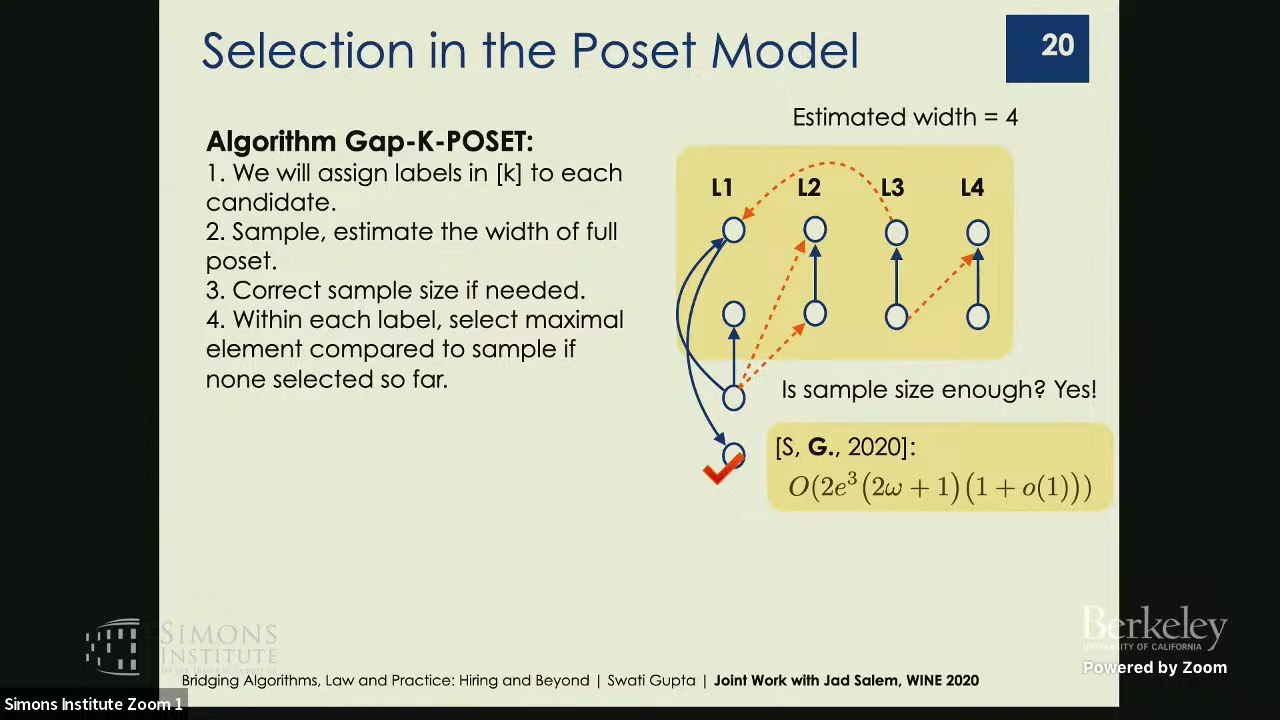 Selection in the Poset Model
20
Estimated width = 4
Algorithm Gap-K-POSET:
1. We will assign labels in [k] to each
candidate.
2. Sample, estimate the width of full
poset.
3. Correct sample size if needed.
4. Within each label, select maximal
element compared to sample if
none selected so far.
L1 L2 L3 L4
Is sample size enough? Yes!
[S, G., 2020]:
O(2e³(2ω + 1)(1 + o(1)))
SIMONS
INSTITUTE
Berkeley
UNIVERSITY OF CALIFORNIA
Powered by Zoom
Bridging Algorithms, Law and Practice: Hiring and Beyond | Swati Gupta | Joint Work with Jad Salem, WINE 2020
Simons Institute Zoom 1